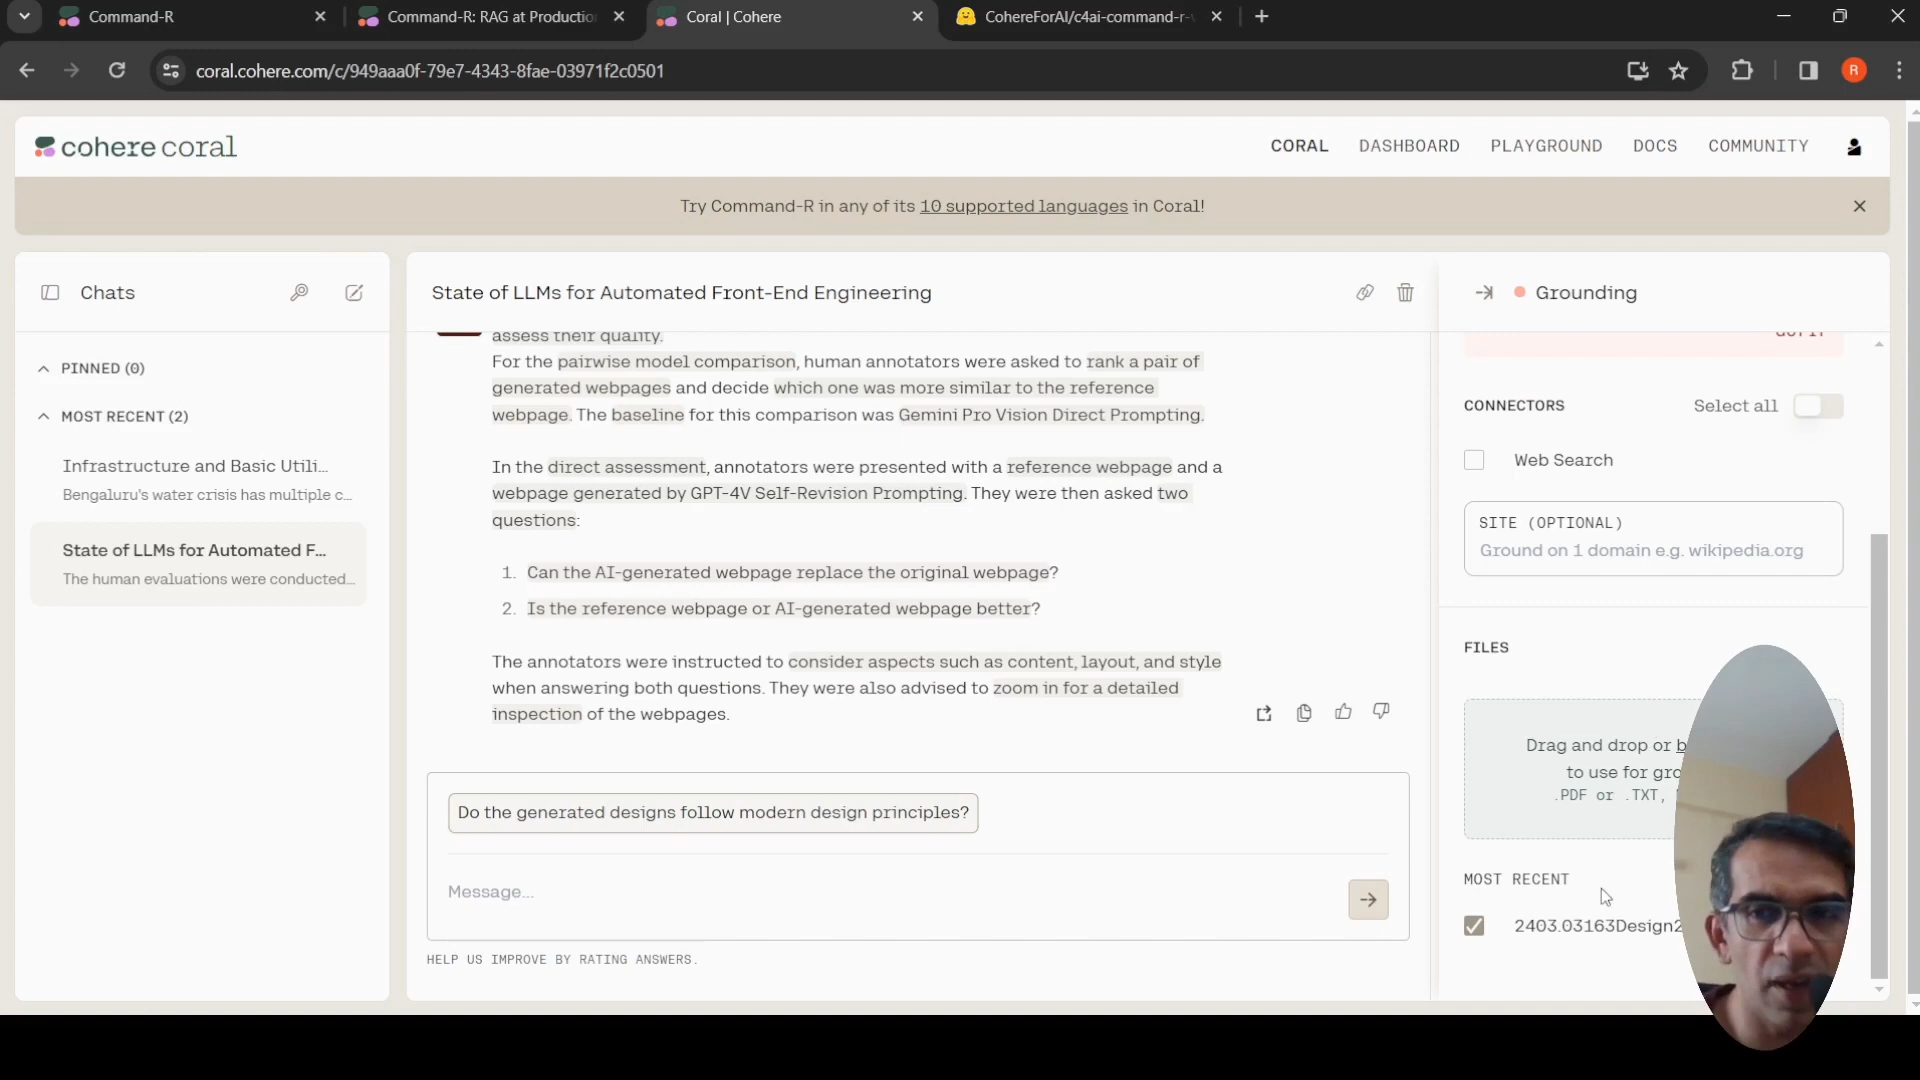 Command-R
Command-R: RAG at Productio
Coral | Cohere
CohereForAI/c4ai-command-r-
coral.cohere.com/c/949aaa0f-79e7-4343-8fae-03971f2c0501
R
cohere coral
CORAL
DASHBOARD
PLAYGROUND
DOCS
COMMUNITY
Try Command-R in any of its 10 supported languages in Coral!
Chats
PINNED (0)
MOST RECENT (2)
Infrastructure and Basic Utili...
Bengaluru's water crisis has multiple c...
State of LLMs for Automated F...
The human evaluations were conducted...
State of LLMs for Automated Front-End Engineering
assess their quality.
For the pairwise model comparison, human annotators were asked to rank a pair of
generated webpages and decide which one was more similar to the reference
webpage. The baseline for this comparison was Gemini Pro Vision Direct Prompting.
In the direct assessment, annotators were presented with a reference webpage and a
webpage generated by GPT-4V Self-Revision Prompting. They were then asked two
questions:
1. Can the AI-generated webpage replace the original webpage?
2. Is the reference webpage or AI-generated webpage better?
The annotators were instructed to consider aspects such as content, layout, and style
when answering both questions. They were also advised to zoom in for a detailed
inspection of the webpages.
Do the generated designs follow modern design principles?
Message...
HELP US IMPROVE BY RATING ANSWERS.
Grounding
GOT IT
CONNECTORS
Select all
Web Search
SITE (OPTIONAL)
Ground on 1 domain e.g. wikipedia.org
FILES
Drag and drop or b
to use for gro
.PDF or .TXT,
MOST RECENT
2403.03163Design2